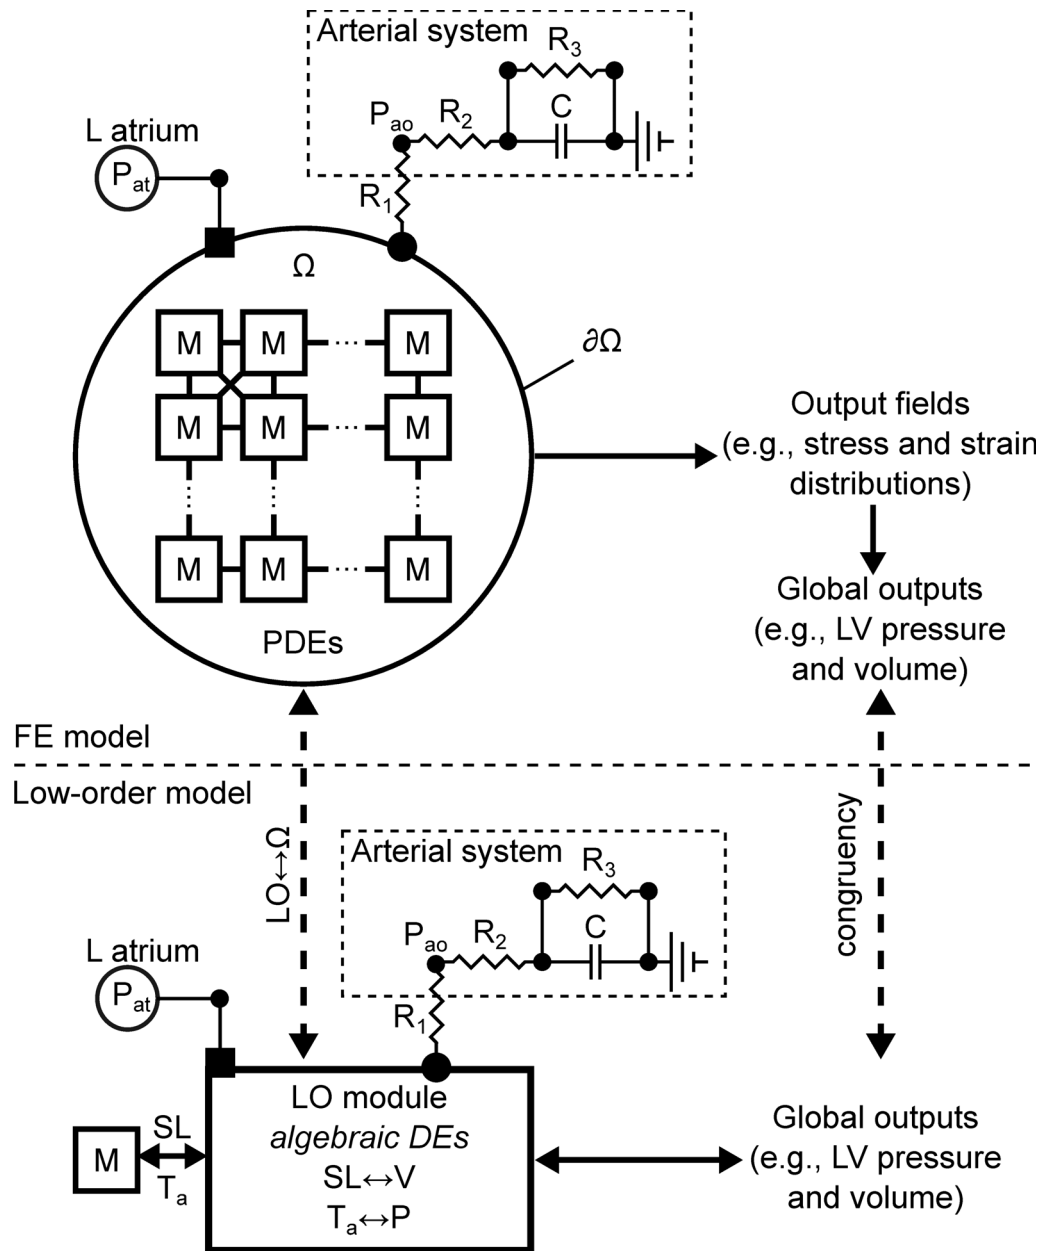 Arterial system
R3
C
Pao
R2
R1
L atrium
Pat
Ω
∂Ω
M M ... M
M M ... M
... ...
M M ... M
PDEs
Output fields
(e.g., stress and strain
distributions)
Global outputs
(e.g., LV pressure
and volume)
FE model
Low-order model
LO↔Ω
congruency
Arterial system
R3
C
Pao
R2
R1
L atrium
Pat
M
SL
Ta
LO module
algebraic DEs
SL↔V
Ta↔P
Global outputs
(e.g., LV pressure
and volume)